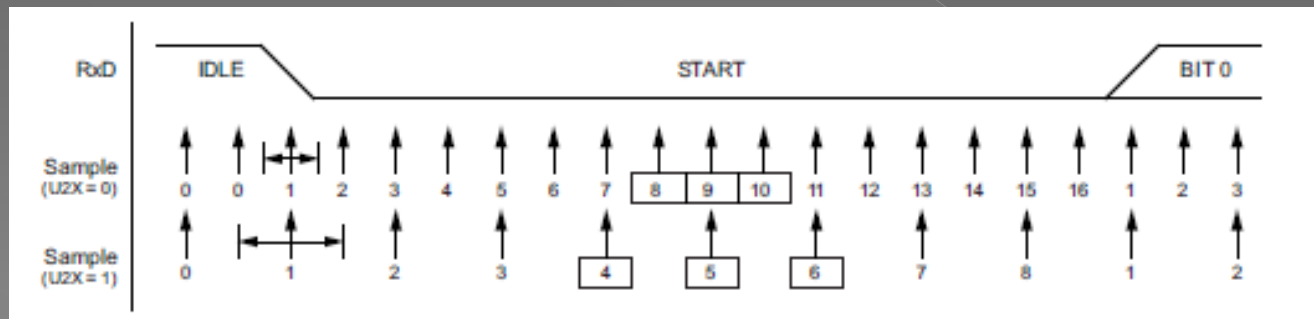 RxD IDLE START BIT 0
Sample
(U2X = 0)
0 0 1 2 3 4 5 6 7 8 9 10 11 12 13 14 15 16 1 2 3
Sample
(U2X = 1)
0 1 2 3 4 5 6 7 8 1 2